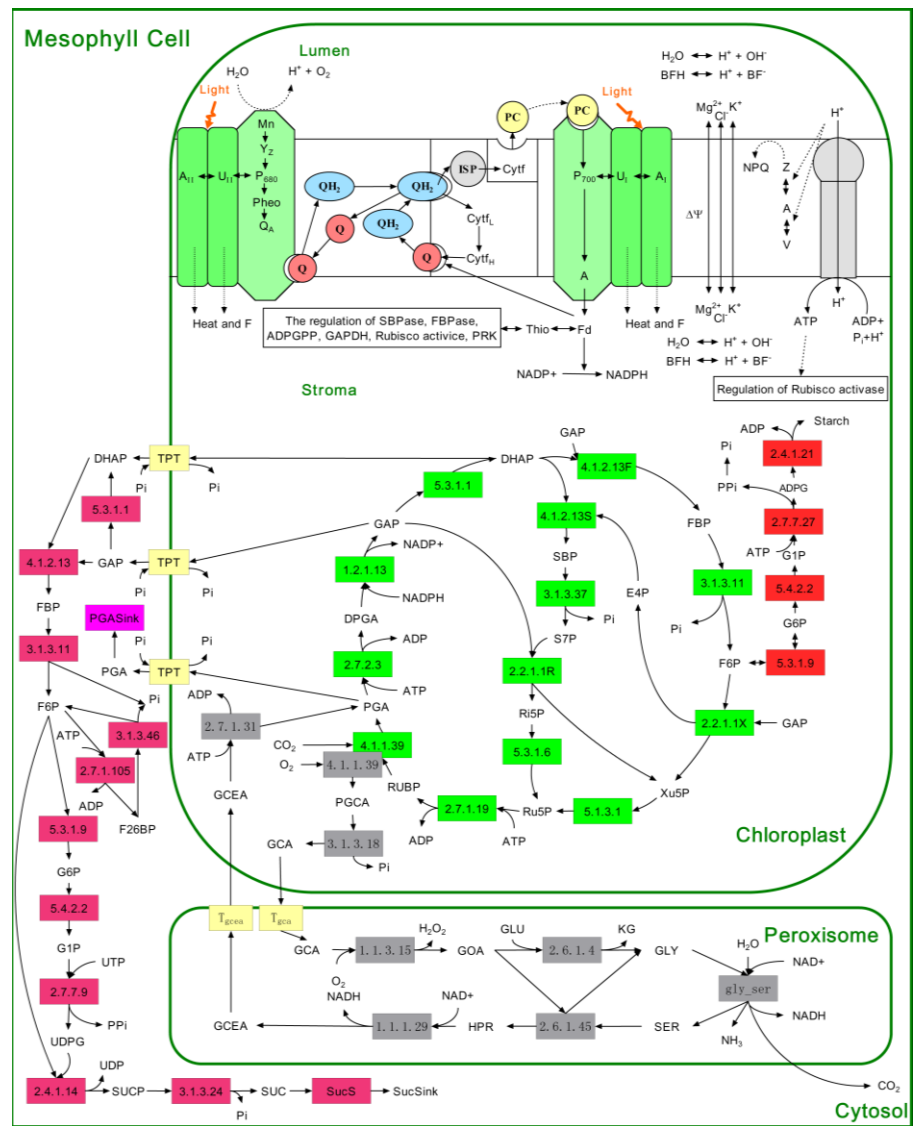 Mesophyll Cell
Lumen
H2O
H+ + O2
Light
Mn
YZ
AII
UII
P680
Pheo
QA
QH2
Q
Q
QH2
QH2
Q
ISP
Cytf
CytfL
CytfH
PC
PC
Light
P700
UI
AI
A
ΔΨ
H2O
H+ + OH-
BFH
H+ + BF-
Mg2+
Cl-
K+
Mg2+
Cl-
K+
H2O
H+ + OH-
BFH
H+ + BF-
H+
NPQ
Z
A
V
H+
ATP
ADP+
Pi+H+
Regulation of Rubisco activase
Heat and F
The regulation of SBPase, FBPase,
ADPGPP, GAPDH, Rubisco activice, PRK
Thio
Fd
Heat and F
NADP+
NADPH
Stroma
DHAP
TPT
Pi
Pi
5.3.1.1
4.1.2.13
GAP
TPT
Pi
Pi
FBP
PGASink
3.1.3.11
PGA
Pi
TPT
Pi
F6P
Pi
ATP
3.1.3.46
2.7.1.105
ADP
F26BP
5.3.1.9
G6P
5.4.2.2
G1P
UTP
2.7.7.9
PPi
UDPG
UDP
2.4.1.14
SUCP
3.1.3.24
Pi
SUC
SucS
SucSink
DHAP
5.3.1.1
GAP
1.2.1.13
NADP+
NADPH
DPGA
2.7.2.3
ADP
ATP
PGA
ADP
2.7.1.31
ATP
GCEA
CO2
O2
4.1.1.39
4.1.1.39
RUBP
PGCA
3.1.3.18
GCA
Pi
GAP
4.1.2.13F
4.1.2.13S
SBP
3.1.3.37
Pi
S7P
2.2.1.1R
Ri5P
5.3.1.6
Ru5P
2.7.1.19
ADP
ATP
5.1.3.1
Xu5P
E4P
FBP
3.1.3.11
Pi
F6P
2.2.1.1X
GAP
Starch
ADP
2.4.1.21
Pi
PPi
ADPG
2.7.7.27
ATP
G1P
5.4.2.2
G6P
5.3.1.9
Chloroplast
Tgcea
Tgca
Peroxisome
GCA
1.1.3.15
H2O2
O2
GOA
GLU
2.6.1.4
KG
GLY
H2O
NAD+
gly_ser
NADH
NH3
SER
2.6.1.45
HPR
NAD+
1.1.1.29
NADH
GCEA
CO2
Cytosol